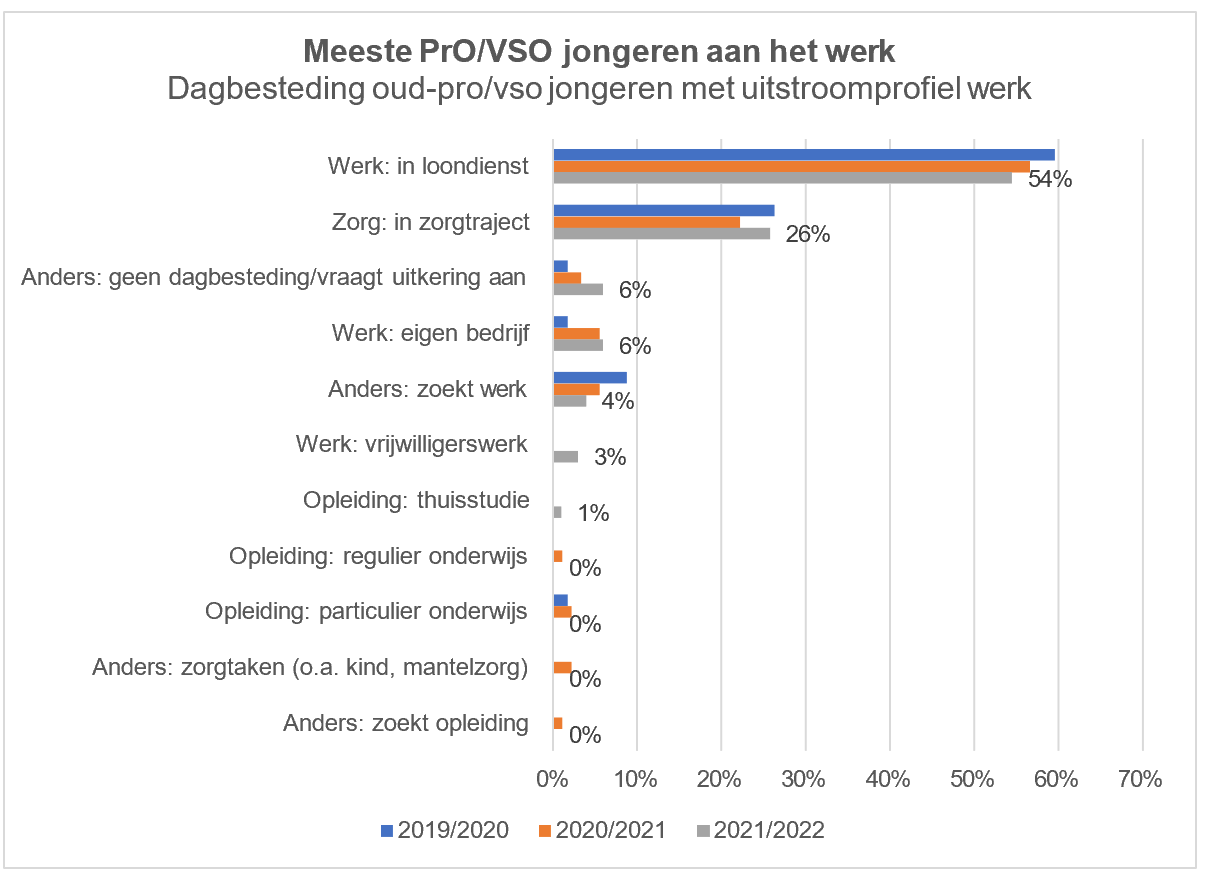 Meeste PrO/VSO jongeren aan het werk
Dagbesteding oud-pro/vso jongeren met uitstroomprofiel werk
Werk: in loondienst
54%
Zorg: in zorgtraject
26%
Anders: geen dagbesteding/vraagt uitkering aan
6%
Werk: eigen bedrijf
6%
Anders: zoekt werk
4%
Werk: vrijwilligerswerk
3%
Opleiding: thuisstudie
1%
Opleiding: regulier onderwijs
0%
Opleiding: particulier onderwijs
0%
Anders: zorgtaken (o.a. kind, mantelzorg)
0%
Anders: zoekt opleiding
0%
0% 10% 20% 30% 40% 50% 60% 70%
2019/2020 2020/2021 2021/2022